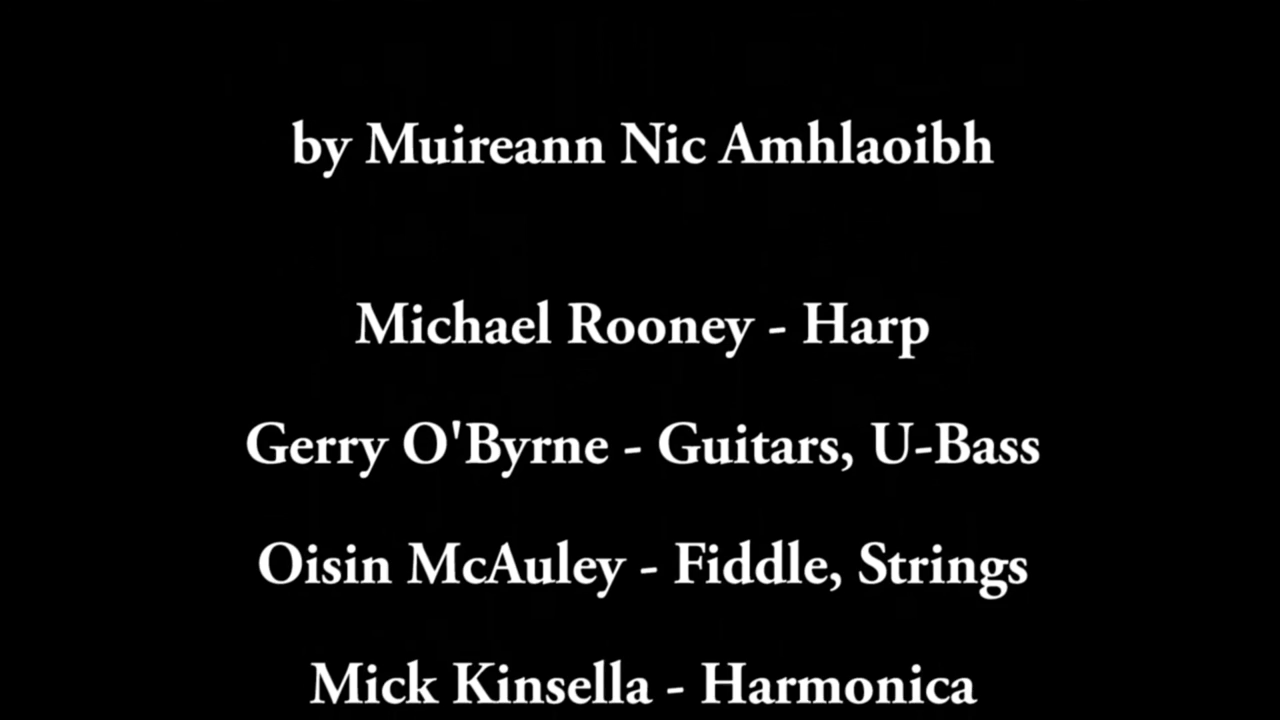 by Muireann Nic Amhlaoibh
Michael Rooney - Harp
Gerry O'Byrne - Guitars, U-Bass
Oisin McAuley - Fiddle, Strings
Mick Kinsella - Harmonica